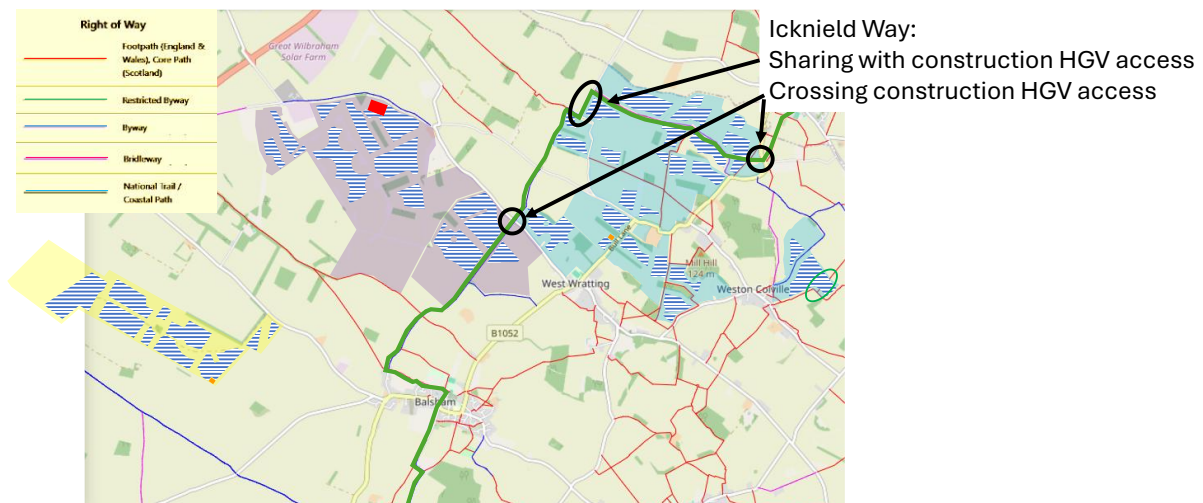 Icknield Way:
Sharing with construction HGV access
Crossing construction HGV access
Right of Way
Footpath (England &
Wales), Core Path
(Scotland)
Restricted Byway
Byway
Bridleway
National Trail /
Coastal Path
Great Wilbraham
Solar Farm
West Wratting
Mill Hill
124 m
Weston Colville
B1052
Balsham